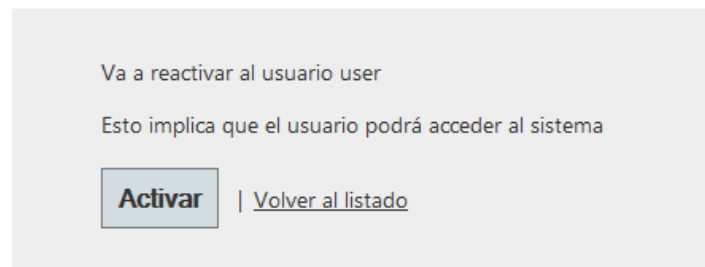 Va a reactivar al usuario user
Esto implica que el usuario podrá acceder al sistema
Activar | Volver al listado